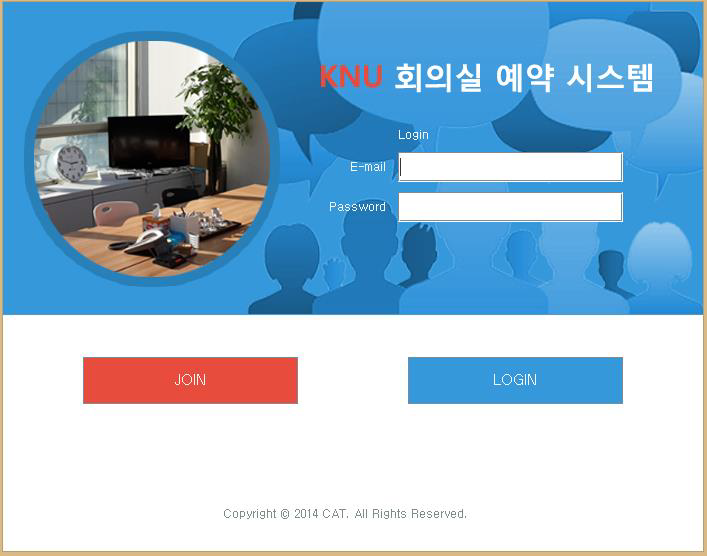 KNU 회의실 예약 시스템
Login
E-mail
Password
JOIN
LOGIN
Copyright © 2014 CAT. All Rights Reserved.